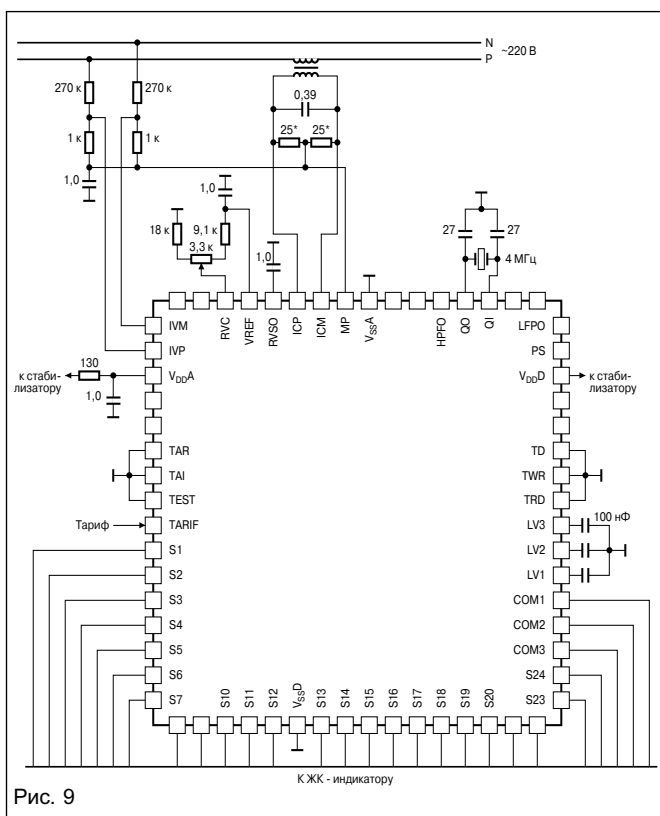 N
~220 В
P
270 к
270 к
0,39
1 к
1 к
25*
25*
1,0
1,0
18 к
9,1 к
3,3 к
1,0
27
27
4 МГц
RVC
VREF
RVSO
ICP
ICM
MP
VSSA
HPFO
QO
QI
IVM
LFPO
IVP
PS
130
VDDA
VDDD
к стаби-
лизатору
к стаби-
лизатору
1,0
TAR
TD
TAI
TWR
TEST
TRD
Тариф
TARIF
LV3
100 нФ
S1
LV2
S2
LV1
S3
COM1
S4
COM2
S5
COM3
S6
S24
S7
S23
S10
S11
S12
VSSD
S13
S14
S15
S16
S17
S18
S19
S20
К ЖК - индикатору
Рис. 9